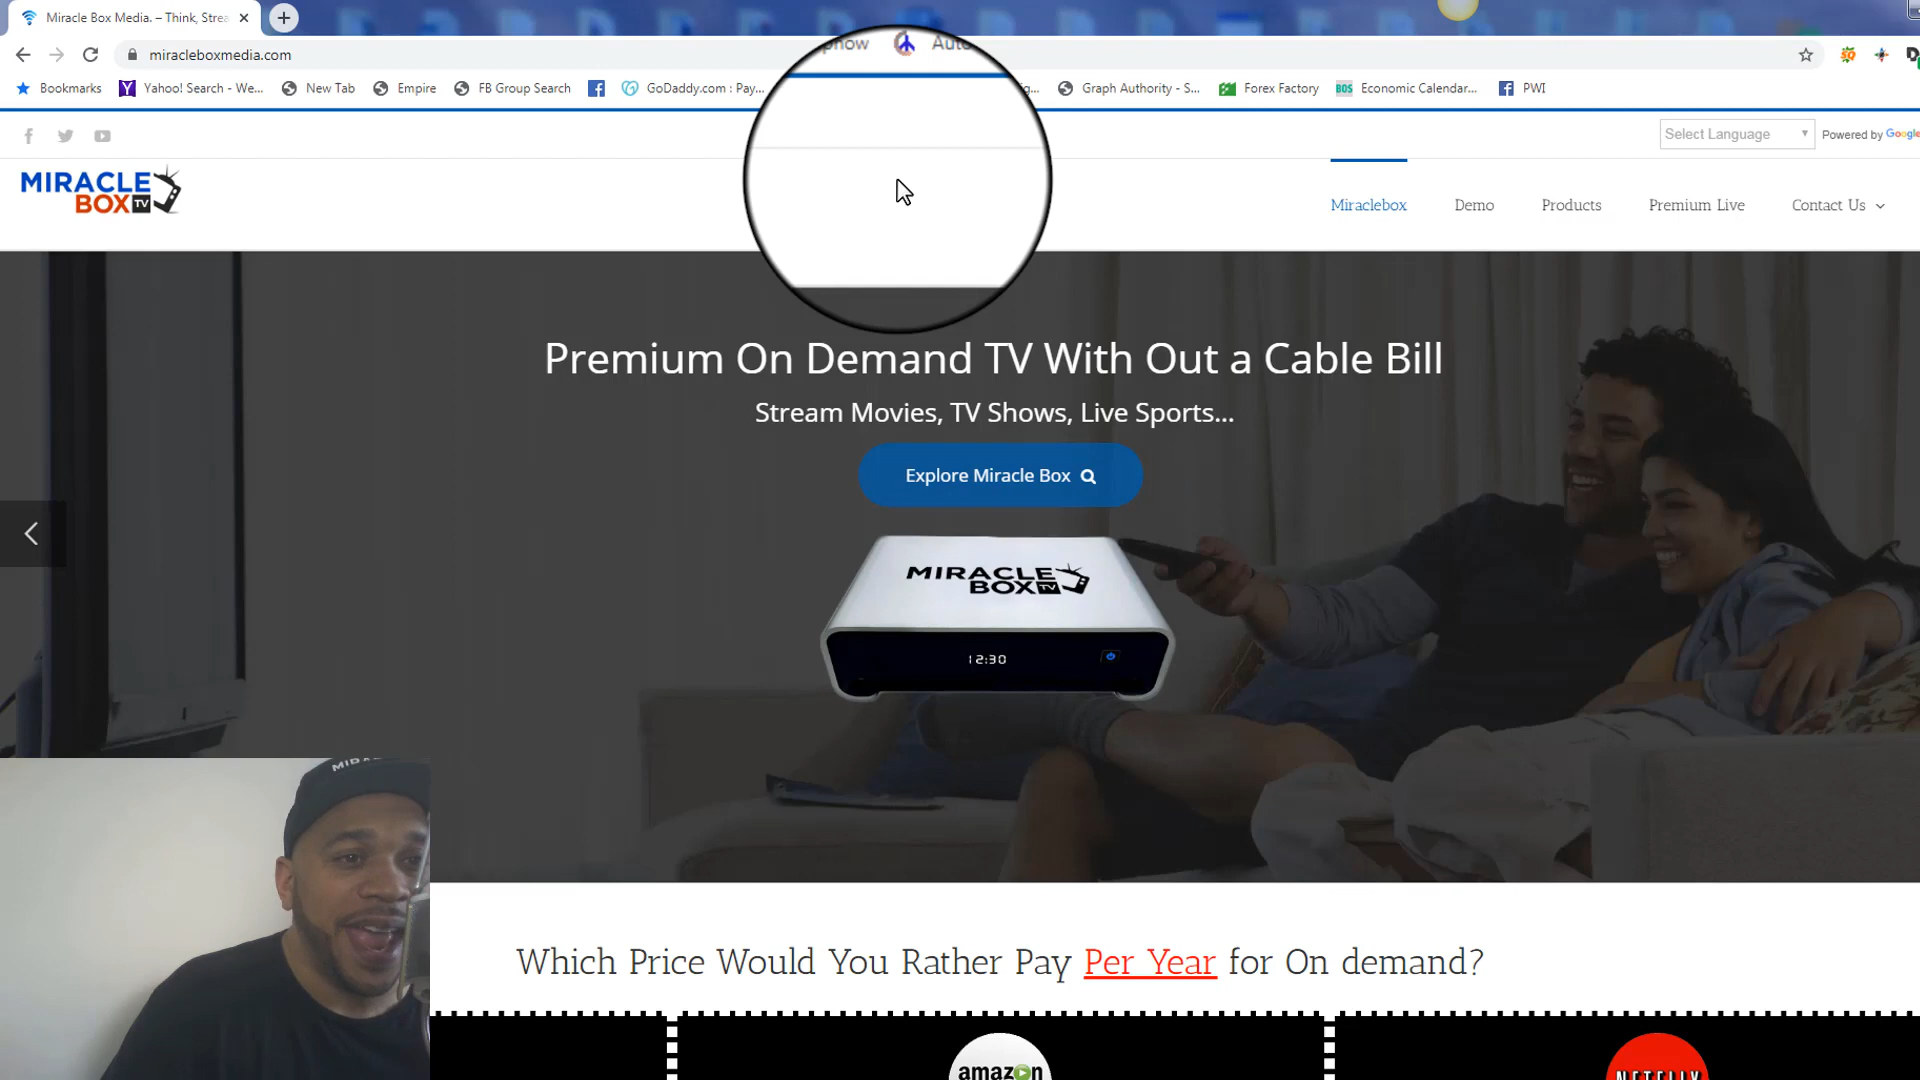 Miracle Box Media. – Think, Strea
miracleboxmedia.com
Bookmarks
Yahoo! Search - We...
New Tab
Empire
FB Group Search
GoDaddy.com : Pay...
Graph Authority - S...
Forex Factory
BOS
Economic Calendar...
PWI
Select Language
Powered by Google
MIRACLE
BOX TV
Miraclebox
Demo
Products
Premium Live
Contact Us
Premium On Demand TV With Out a Cable Bill
Stream Movies, TV Shows, Live Sports...
Explore Miracle Box
MIRACLE
BOX TV
12:30
Which Price Would You Rather Pay Per Year for On demand?
amazon
NETFLIX